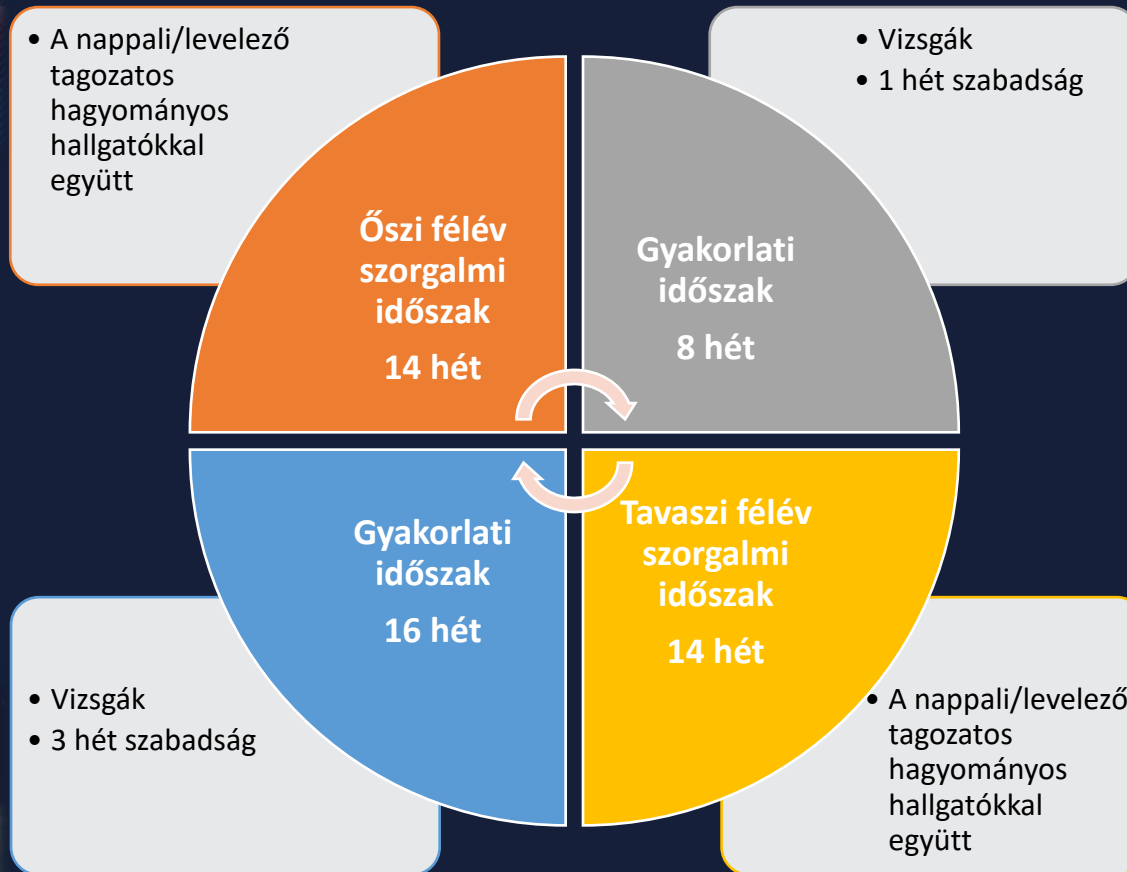 • A nappali/levelező
tagozatos
hagyományos
hallgatókkal
együtt
• Vizsgák
• 1 hét szabadság
Őszi félév
szorgalmi
időszak
14 hét
Gyakorlati
időszak
8 hét
Gyakorlati
időszak
16 hét
Tavaszi félév
szorgalmi
időszak
14 hét
• Vizsgák
• 3 hét szabadság
• A nappali/levelező
tagozatos
hagyományos
hallgatókkal
együtt